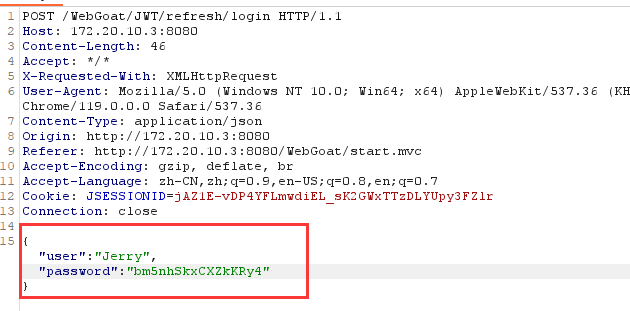 1 POST /WebGoat/JWT/refresh/login HTTP/1.1
2 Host: 172.20.10.3:8080
3 Content-Length: 46
4 Accept: */*
5 X-Requested-With: XMLHttpRequest
6 User-Agent: Mozilla/5.0 (Windows NT 10.0; Win64; x64) AppleWebKit/537.36 (KH
Chrome/119.0.0.0 Safari/537.36
7 Content-Type: application/json
8 Origin: http://172.20.10.3:8080
9 Referer: http://172.20.10.3:8080/WebGoat/start.mvc
10 Accept-Encoding: gzip, deflate, br
11 Accept-Language: zh-CN,zh;q=0.9,en-US;q=0.8,en;q=0.7
12 Cookie: JSESSIONID=jAZ1E-vDP4YFLmwdiEL_sK2GWxTTzDLYUpy3FZlr
13 Connection: close
14
15 {
"user":"Jerry",
"password":"bm5nhSkxCXZkKRy4"
}